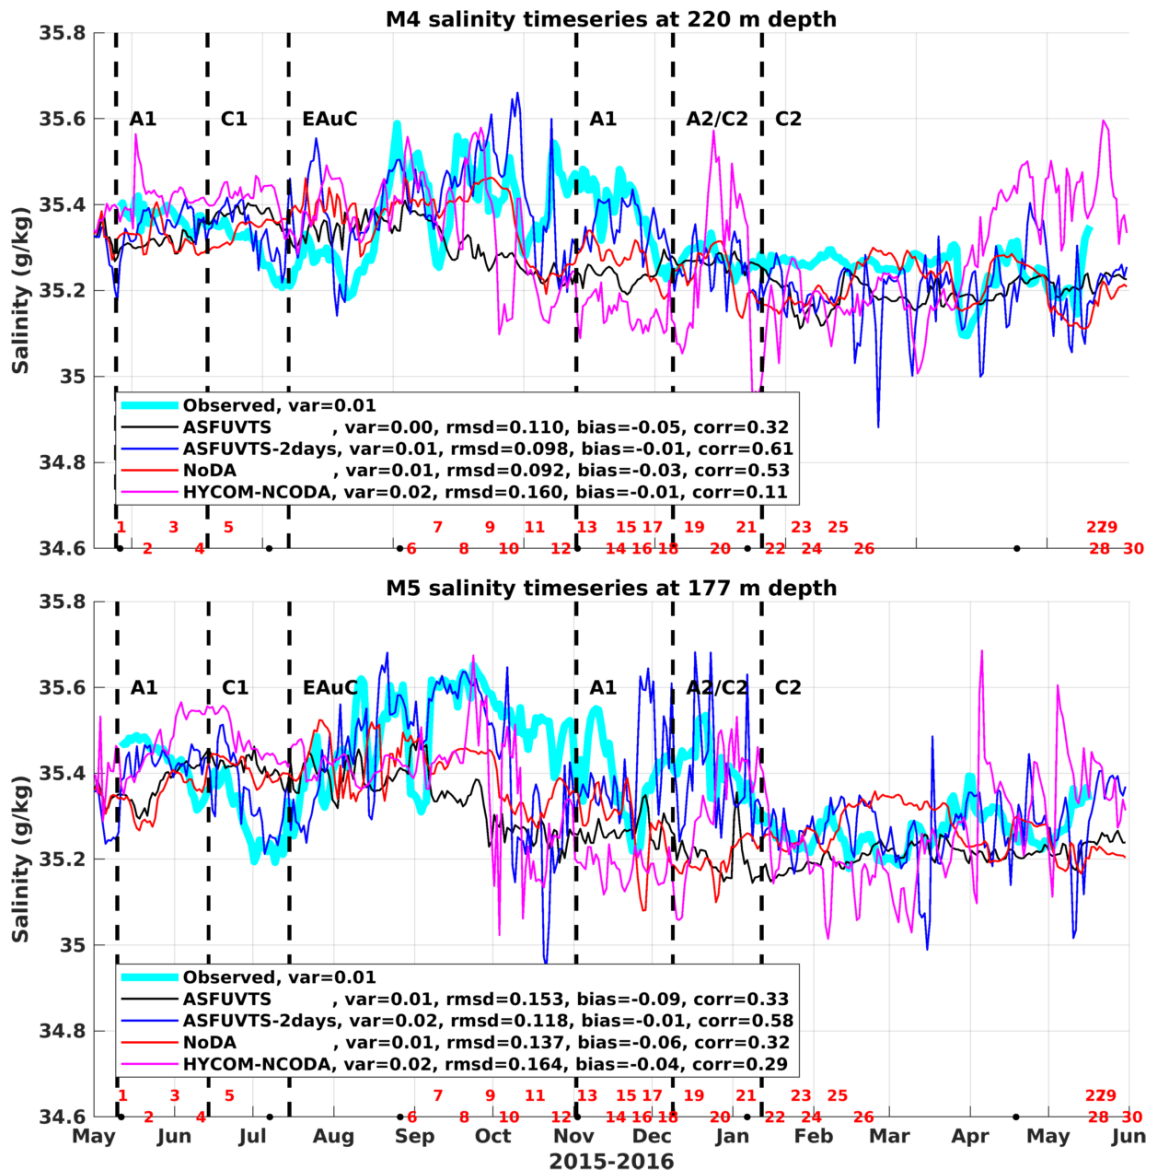 M4 salinity timeseries at 220 m depth
35.8
35.6
35.4
35.2
35
34.8
34.6
Salinity (g/kg)
A1 C1 EAuC A1 A2/C2 C2
Observed, var=0.01
ASFUVTS , var=0.00, rmsd=0.110, bias=-0.05, corr=0.32
ASFUVTS-2days, var=0.01, rmsd=0.098, bias=-0.01, corr=0.61
NoDA , var=0.01, rmsd=0.092, bias=-0.03, corr=0.53
HYCOM-NCODA, var=0.02, rmsd=0.160, bias=-0.01, corr=0.11
1 3 5 7 9 11 13 15 17 19 21 23 25 27 29
2 4 6 8 10 12 14 16 18 20 22 24 26 28 30
M5 salinity timeseries at 177 m depth
35.8
35.6
35.4
35.2
35
34.8
34.6
Salinity (g/kg)
A1 C1 EAuC A1 A2/C2 C2
Observed, var=0.01
ASFUVTS , var=0.01, rmsd=0.153, bias=-0.09, corr=0.33
ASFUVTS-2days, var=0.02, rmsd=0.118, bias=-0.01, corr=0.58
NoDA , var=0.01, rmsd=0.137, bias=-0.06, corr=0.32
HYCOM-NCODA, var=0.02, rmsd=0.164, bias=-0.04, corr=0.29
1 3 5 7 9 11 13 15 17 19 21 23 25 27 29
2 4 6 8 10 12 14 16 18 20 22 24 26 28 30
May Jun Jul Aug Sep Oct Nov Dec Jan Feb Mar Apr May Jun
2015-2016